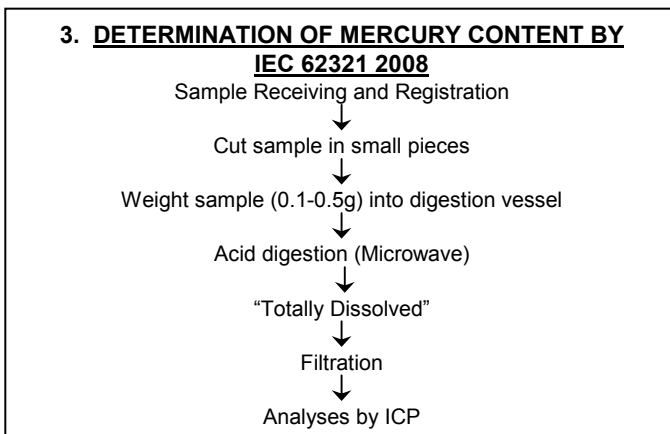 3. DETERMINATION OF MERCURY CONTENT BY
IEC 62321 2008
Sample Receiving and Registration
Cut sample in small pieces
Weight sample (0.1-0.5g) into digestion vessel
Acid digestion (Microwave)
“Totally Dissolved”
Filtration
Analyses by ICP